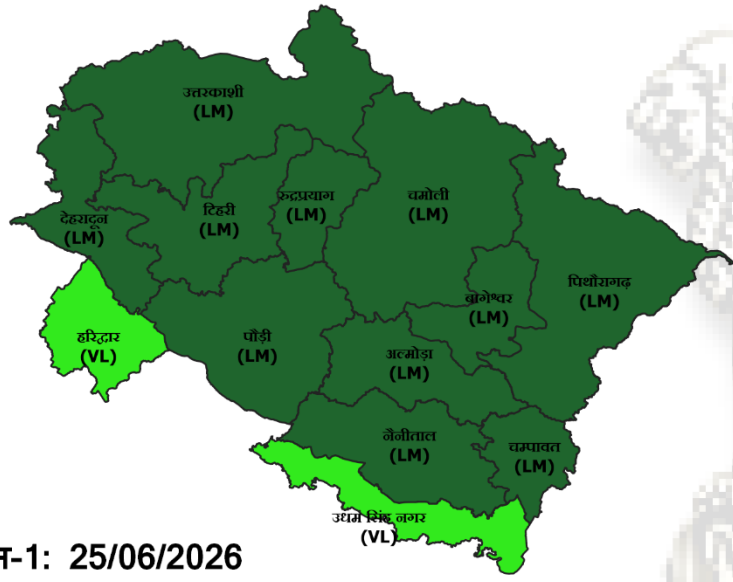 उत्तरकाशी
(LM)
देहरादून
(LM)
टिहरी
(LM)
रुद्रप्रयाग
(LM)
चमोली
(LM)
पिथौरागढ़
(LM)
बागेश्वर
(LM)
हरिद्वार
(VL)
पौड़ी
(LM)
अल्मोड़ा
(LM)
नैनीताल
(LM)
चम्पावत
(LM)
उधम सिंह नगर
(VL)
-1: 25/06/2026